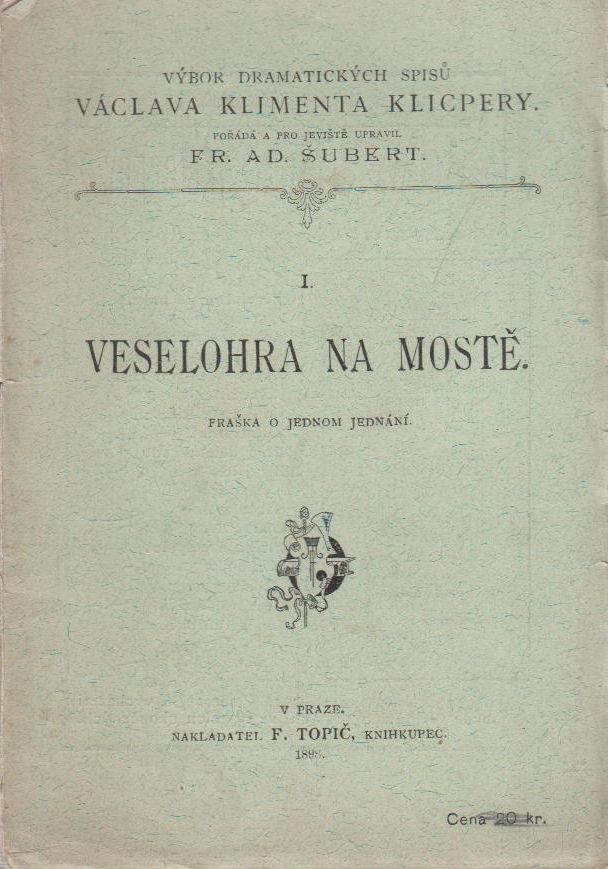 VÝBOR DRAMATICKÝCH SPISŮ
VÁCLAVA KLIMENTA KLICPERY.
POŘÁDÁ A PRO JEVIŠTĚ UPRAVIL
FR. AD. ŠUBERT.
I.
VESELOHRA NA MOSTĚ.
FRAŠKA O JEDNOM JEDNÁNÍ.
V PRAZE.
NAKLADATEL F. TOPIČ, KNIHKUPEC.
Cena 20 kr.